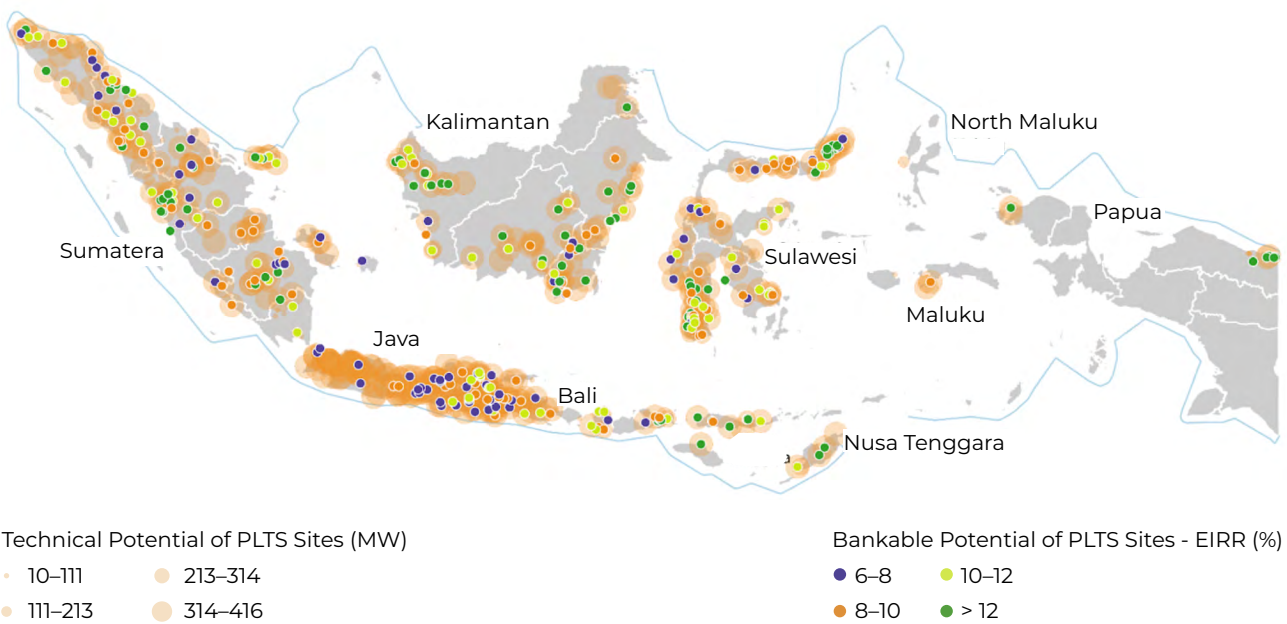 Kalimantan
North Maluku
Papua
Sumatera
Sulawesi
Maluku
Java
Bali
Nusa Tenggara
Technical Potential of PLTS Sites (MW)
10–111
213–314
111–213
314–416
Bankable Potential of PLTS Sites - EIRR (%)
6–8
10–12
8–10
> 12